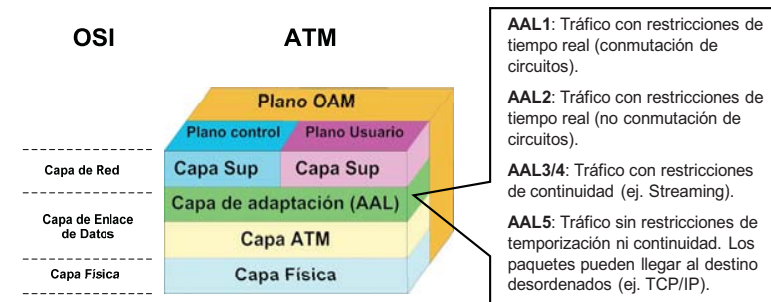 OSI
ATM
Plano OAM
Plano control
Plano Usuario
Capa Sup
Capa Sup
Capa de adaptación (AAL)
Capa ATM
Capa Física
Capa de Red
Capa de Enlace
de Datos
Capa Física
AAL1: Tráfico con restricciones de
tiempo real (conmutación de
circuitos).
AAL2: Tráfico con restricciones de
tiempo real (no conmutación de
circuitos).
AAL3/4: Tráfico con restricciones
de continuidad (ej. Streaming).
AAL5: Tráfico sin restricciones de
temporización ni continuidad. Los
paquetes pueden llegar al destino
desordenados (ej. TCP/IP).